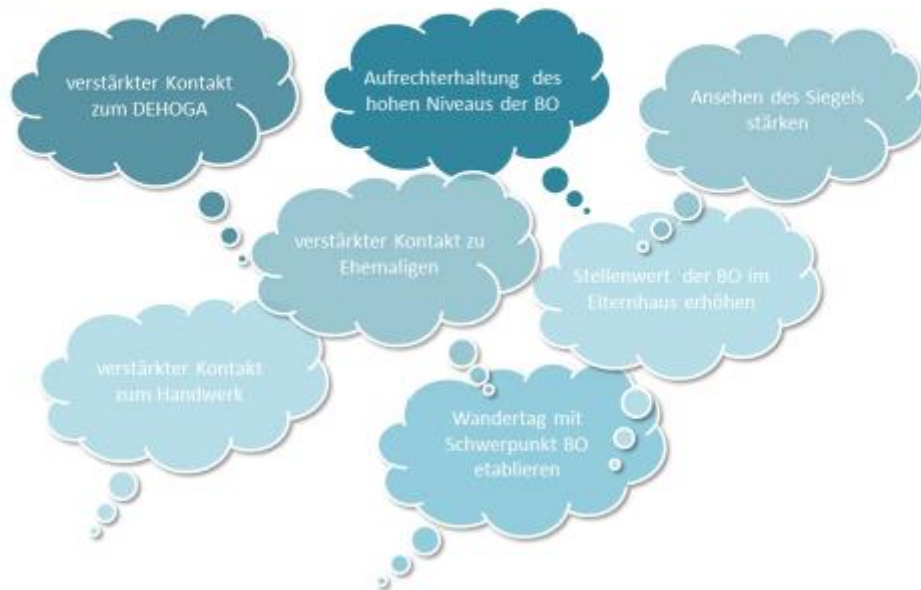 verstärkter Kontakt
zum DEHOGA
Aufrechterhaltung des
hohen Niveaus der BO
Ansehen des Siegels
stärken
verstärkter Kontakt zu
Ehemaligen
Stellenwert der BO im
Elternhaus erhöhen
verstärkter Kontakt
zum Handwerk
Wandertag mit
Schwerpunkt BO
etablieren